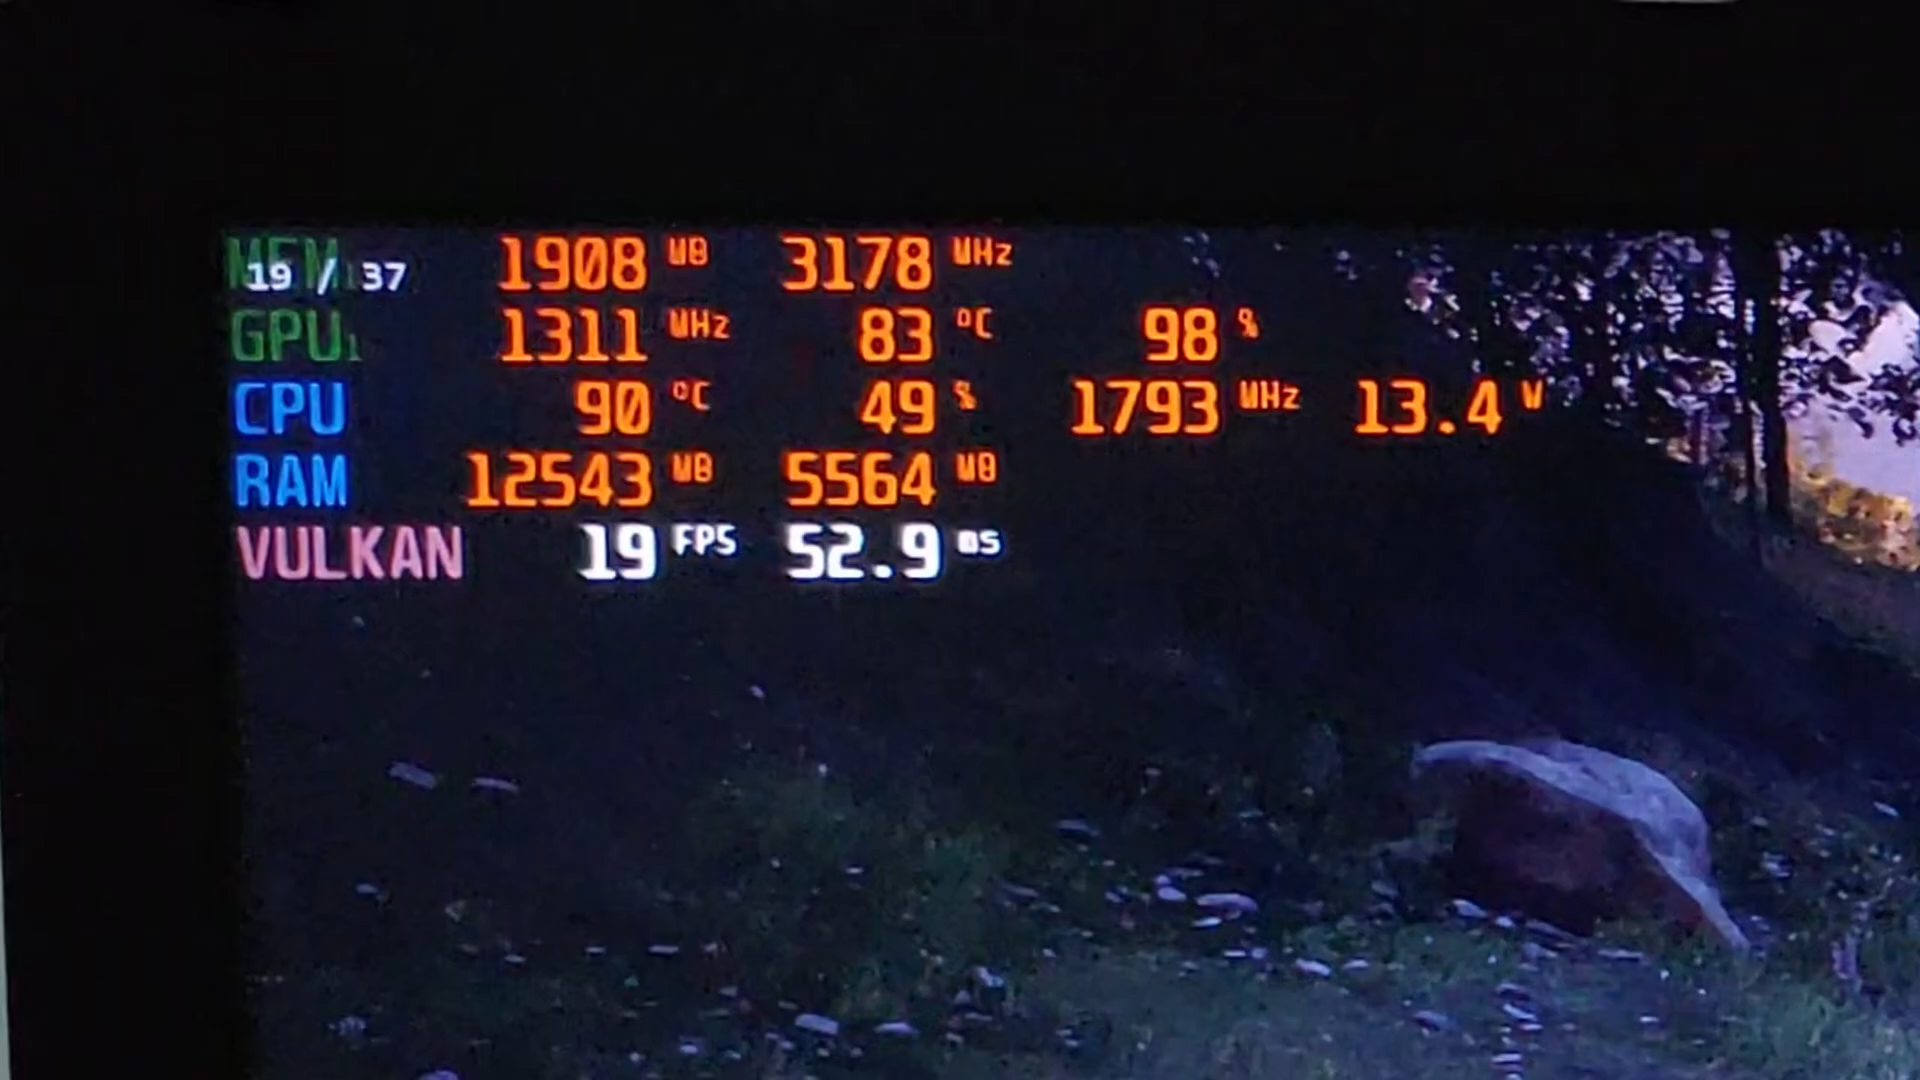 MEM 1908 MB 3178 MHz
19 / 37
GPU1 1311 MHz 83 °C 98 %
CPU 90 °C 49 % 1793 MHz 13.4 W
RAM 12543 MB 5564 MB
VULKAN 19 FPS 52.9 ms